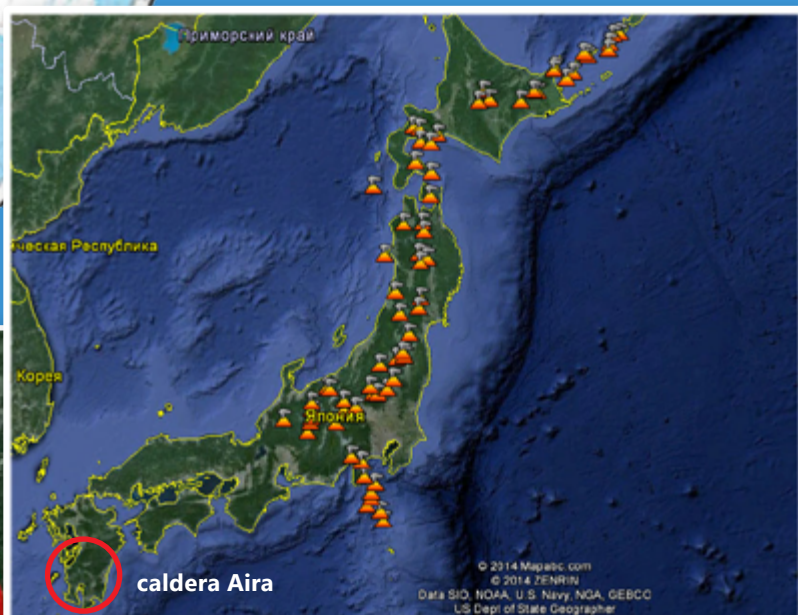 Приморский край
ческая Республика
Корея
Япония
caldera Aira
© 2014 Mapabc.com
© 2014 ZENRIN
Data SIO, NOAA, U.S. Navy, NGA, GEBCO
US Dept of State Geographer